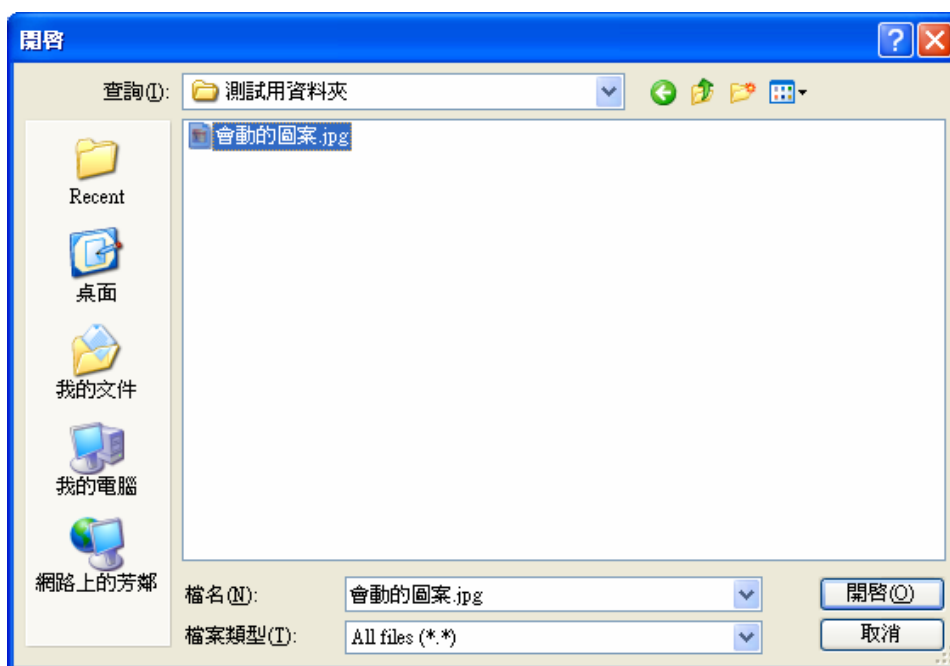 開啓
查詢(I): 測試用資料夾
會動的圖案.jpg
Recent
桌面
我的文件
我的電腦
網路上的芳鄰
檔名(N): 會動的圖案.jpg 開啓(O)
檔案類型(T): All files (*.*) 取消